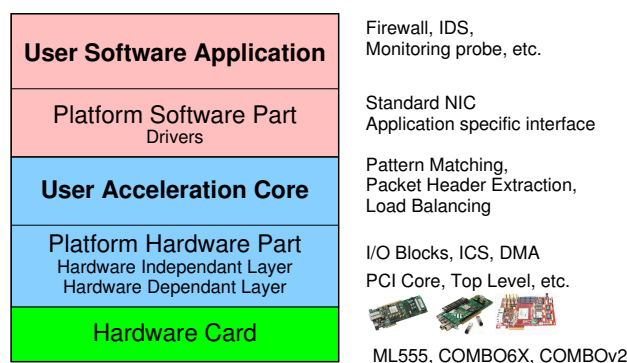 User Software Application
Firewall, IDS,
Monitoring probe, etc.
Platform Software Part
Drivers
Standard NIC
Application specific interface
User Acceleration Core
Pattern Matching,
Packet Header Extraction,
Load Balancing
Platform Hardware Part
Hardware Independant Layer
Hardware Dependant Layer
I/O Blocks, ICS, DMA
PCI Core, Top Level, etc.
Hardware Card
ML555, COMBO6X, COMBOv2